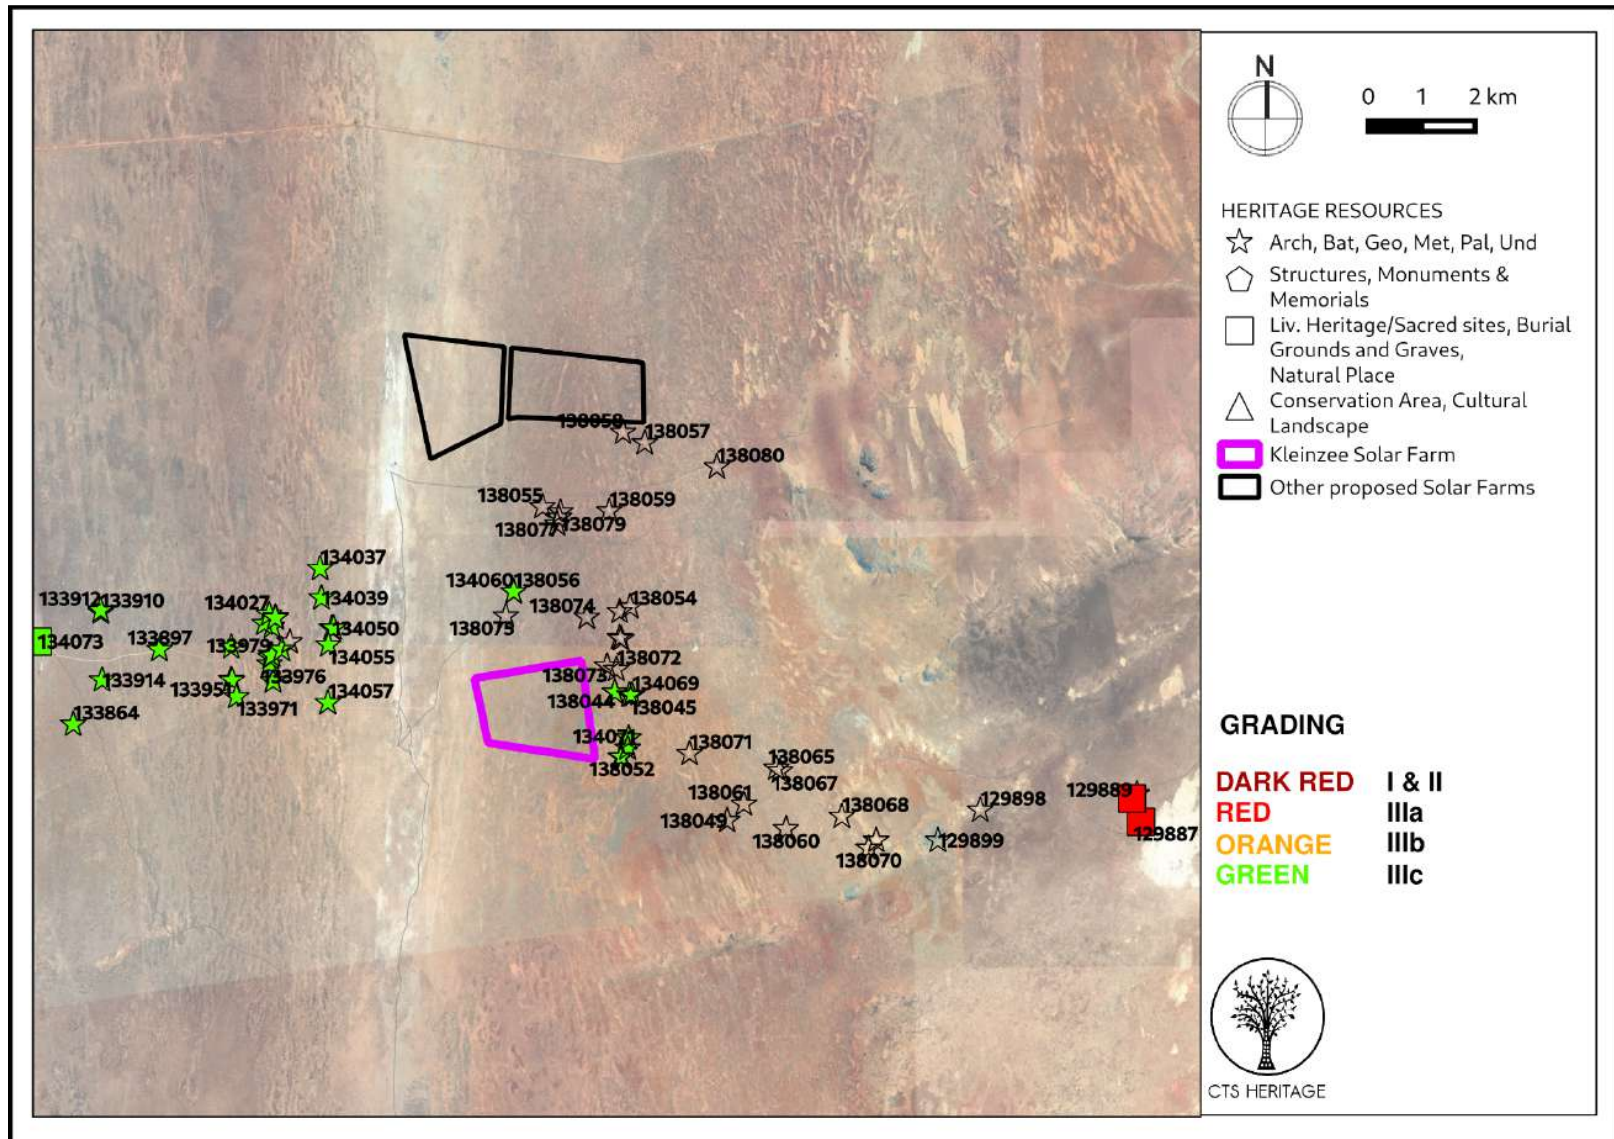 N
0 1 2 km
HERITAGE RESOURCES
Arch, Bat, Geo, Met, Pal, Und
Structures, Monuments &
Memorials
Liv. Heritage/Sacred sites, Burial
Grounds and Graves,
Natural Place
Conservation Area, Cultural
Landscape
Kleinzee Solar Farm
Other proposed Solar Farms
GRADING
DARK RED I & II
RED IIIa
ORANGE IIIb
GREEN IIIc
CTS HERITAGE
138058
138057
138080
138055
138059
138077
138079
134037
134060
138056
133912
133910
134027
134039
138074
138054
138075
134050
134073
133897
133979
134055
138072
133914
133976
138073
134069
133951
134057
138044
138045
133971
133864
134071
138071
138052
138065
138067
138061
138068
129898
129889
138049
138060
129899
129887
138070